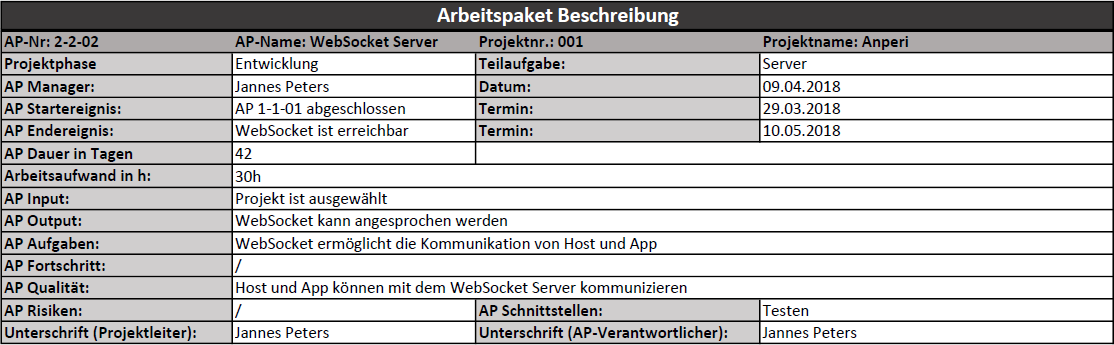 Arbeitspaket Beschreibung
AP-Nr: 2-2-02 AP-Name: WebSocket Server Projektnr.: 001 Projektname: Anperi
Projektphase Entwicklung Teilaufgabe: Server
AP Manager: Jannes Peters Datum: 09.04.2018
AP Startereignis: AP 1-1-01 abgeschlossen Termin: 29.03.2018
AP Endereignis: WebSocket ist erreichbar Termin: 10.05.2018
AP Dauer in Tagen 42
Arbeitsaufwand in h: 30h
AP Input: Projekt ist ausgewählt
AP Output: WebSocket kann angesprochen werden
AP Aufgaben: WebSocket ermöglicht die Kommunikation von Host und App
AP Fortschritt: /
AP Qualität: Host und App können mit dem WebSocket Server kommunizieren
AP Risiken: / AP Schnittstellen: Testen
Unterschrift (Projektleiter): Jannes Peters Unterschrift (AP-Verantwortlicher): Jannes Peters